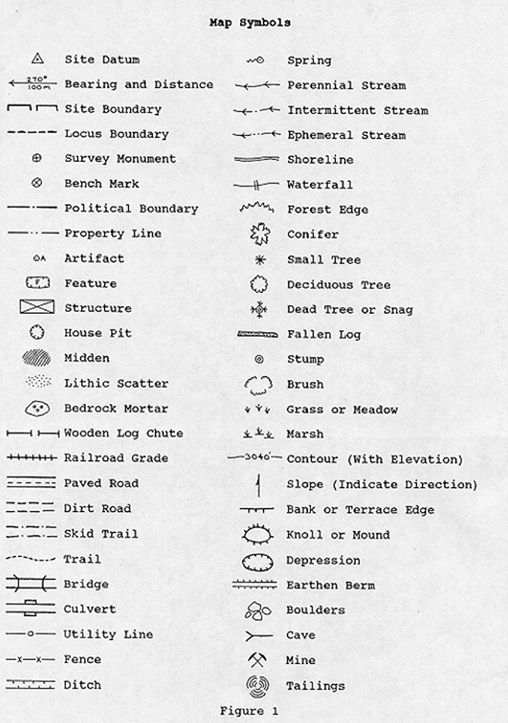 Map Symbols
Site Datum
270°
100m
Bearing and Distance
Site Boundary
Locus Boundary
Survey Monument
Bench Mark
Political Boundary
Property Line
Artifact
F
Feature
Structure
House Pit
Midden
Lithic Scatter
Bedrock Mortar
Wooden Log Chute
Railroad Grade
Paved Road
Dirt Road
Skid Trail
Trail
Bridge
Culvert
Utility Line
Fence
Ditch
Spring
Perennial Stream
Intermittent Stream
Ephemeral Stream
Shoreline
Waterfall
Forest Edge
Conifer
Small Tree
Deciduous Tree
Dead Tree or Snag
Fallen Log
Stump
Brush
Grass or Meadow
Marsh
3040'
Contour (With Elevation)
Slope (Indicate Direction)
Bank or Terrace Edge
Knoll or Mound
Depression
Earthen Berm
Boulders
Cave
Mine
Tailings
Figure 1